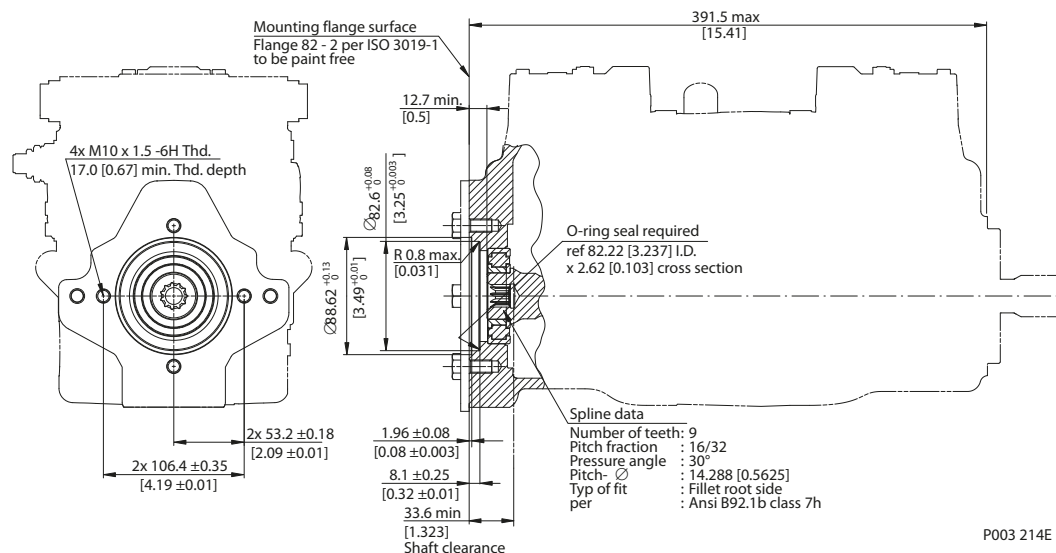 Mounting flange surface
Flange 82 - 2 per ISO 3019-1
to be paint free
391.5 max
[15.41]
12.7 min.
[0.5]
4x M10 x 1.5 -6H Thd.
17.0 [0.67] min. Thd. depth
Ø82.6 +0.08 0
[3.25 +0.003 0 ]
R 0.8 max.
[0.031]
O-ring seal required
ref 82.22 [3.237] I.D.
x 2.62 [0.103] cross section
Ø88.62 +0.13 0
[3.49 +0.01 0 ]
2x 53.2 ±0.18
[2.09 ±0.01]
2x 106.4 ±0.35
[4.19 ±0.01]
1.96 ±0.08
[0.08 ±0.003]
8.1 ±0.25
[0.32 ±0.01]
33.6 min
[1.323]
Shaft clearance
Spline data
Number of teeth: 9
Pitch fraction : 16/32
Pressure angle : 30°
Pitch- Ø : 14.288 [0.5625]
Typ of fit : Fillet root side
per : Ansi B92.1b class 7h
P003 214E